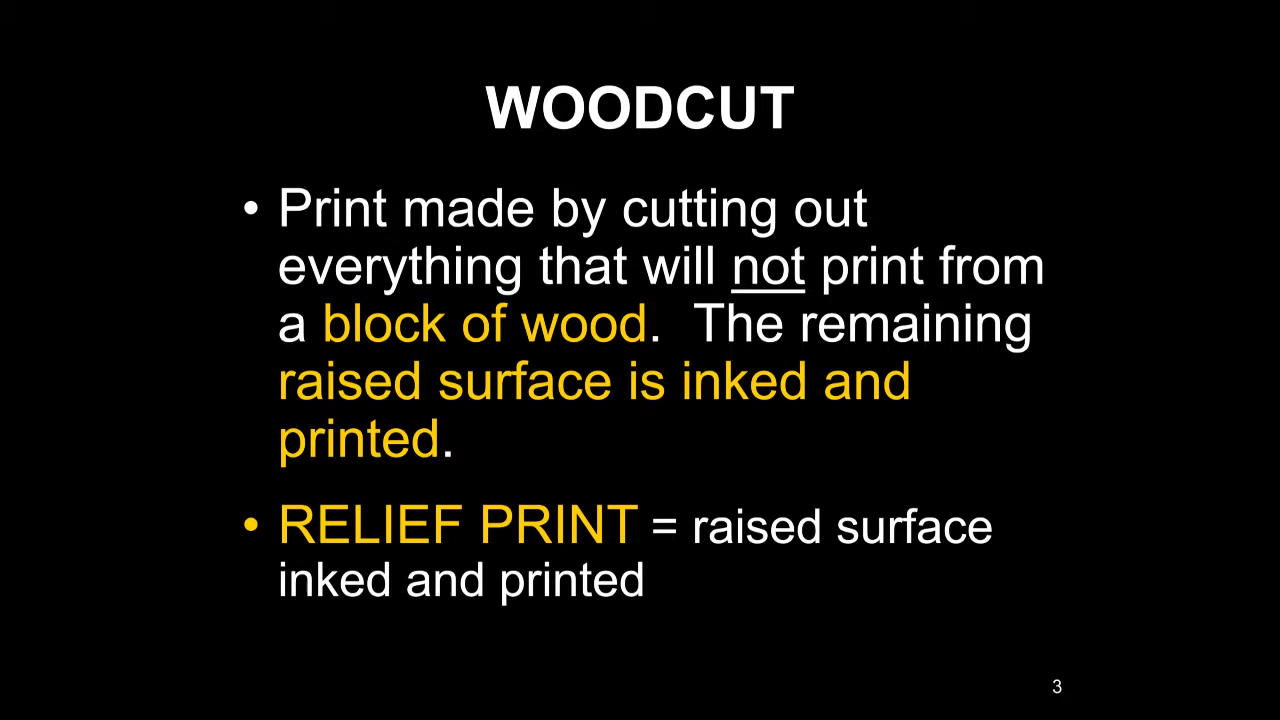 WOODCUT
• Print made by cutting out
everything that will not print from
a block of wood.  The remaining
raised surface is inked and
printed.
• RELIEF PRINT = raised surface
inked and printed
3